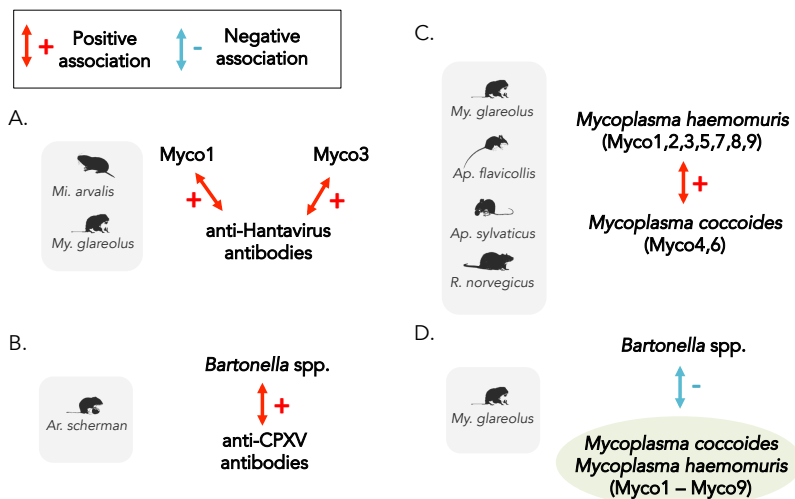 + Positive association
- Negative association
A.
Mi. arvalis
My. glareolus
Myco1
Myco3
+
+
anti-Hantavirus
antibodies
B.
Ar. scherman
Bartonella spp.
+
anti-CPXV
antibodies
C.
My. glareolus
Ap. flavicollis
Ap. sylvaticus
R. norvegicus
Mycoplasma haemomuris
(Myco1,2,3,5,7,8,9)
+
Mycoplasma coccoides
(Myco4,6)
D.
My. glareolus
Bartonella spp.
-
Mycoplasma coccoides
Mycoplasma haemomuris
(Myco1 – Myco9)